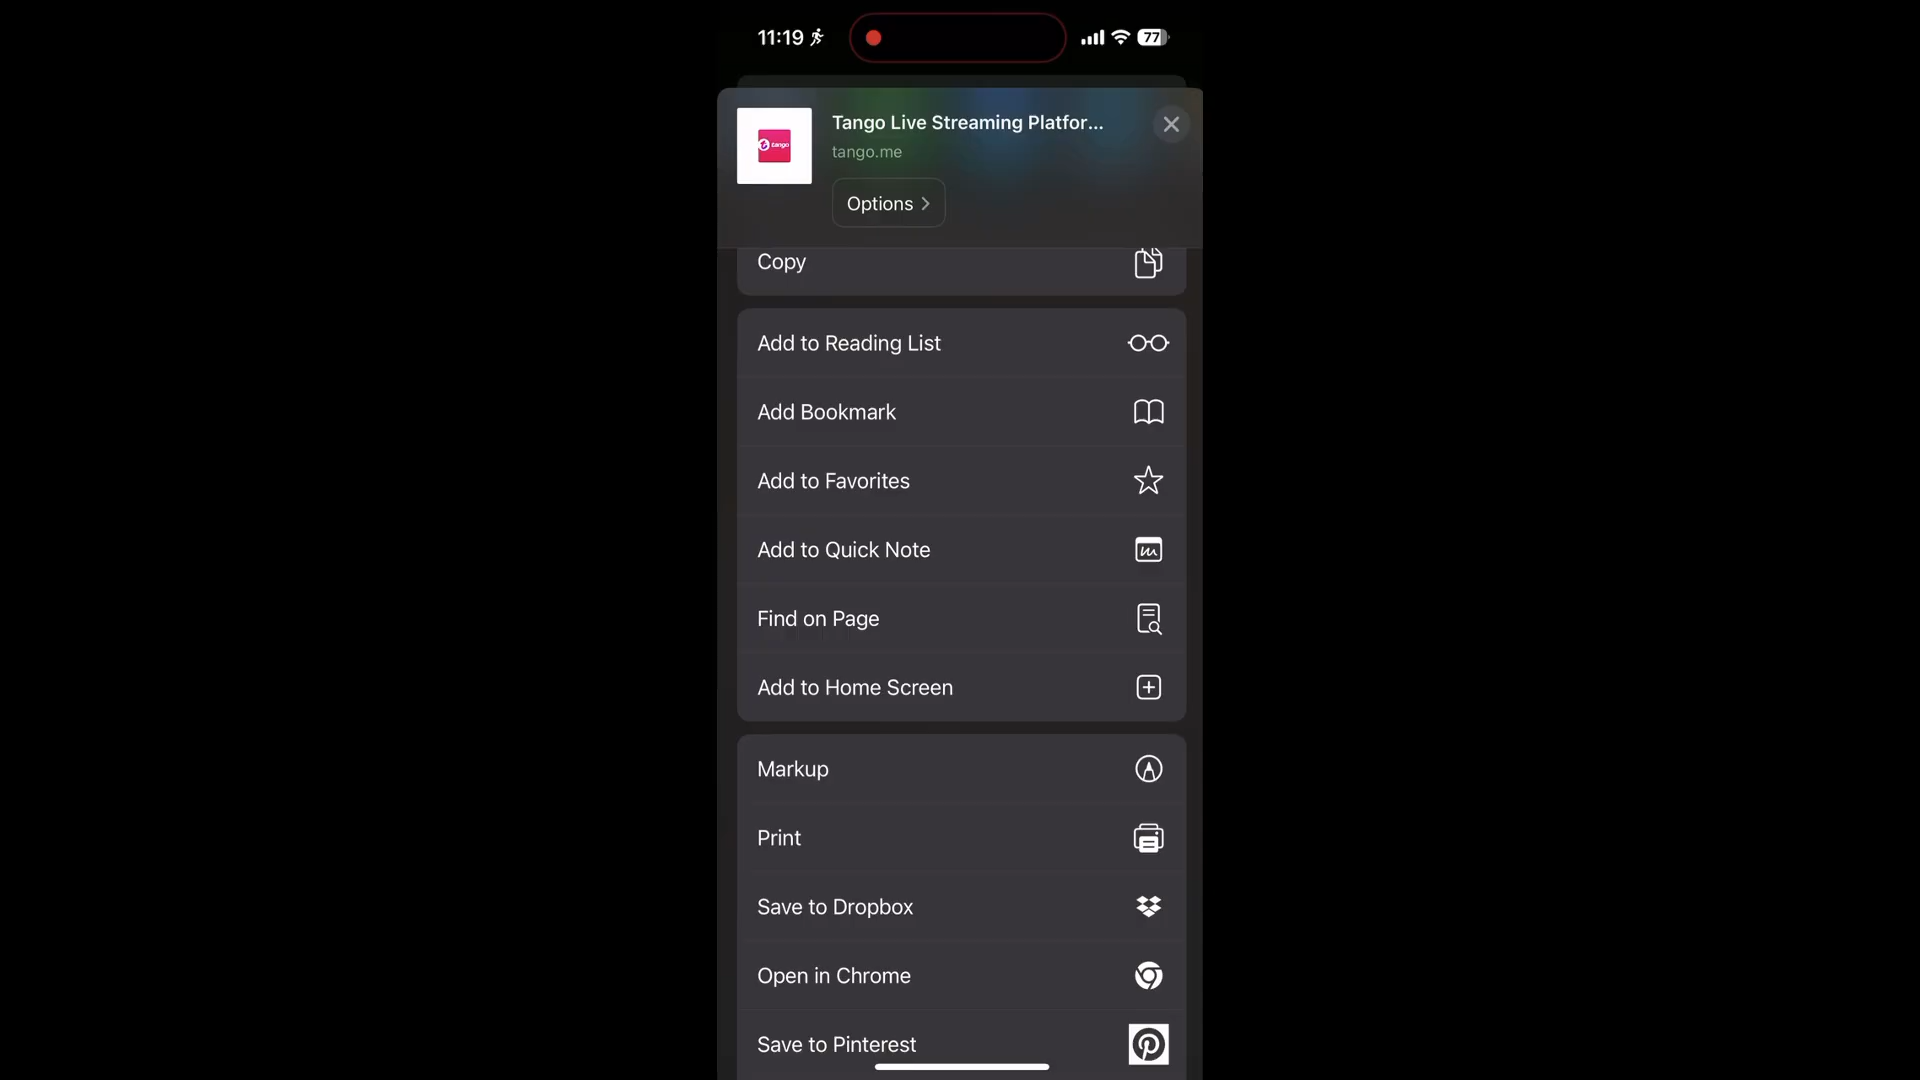 11:19
77
Tango Live Streaming Platfor...
tango
tango.me
Options
Copy
Add to Reading List
Add Bookmark
Add to Favorites
Add to Quick Note
Find on Page
Add to Home Screen
Markup
Print
Save to Dropbox
Open in Chrome
Save to Pinterest